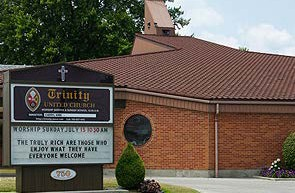 Trinity
UNITED CHURCH
WORSHIP SUNDAY JULY 15 10:30 AM
THE TRULY RICH ARE THOSE WHO
ENJOY WHAT THEY HAVE
EVERYONE WELCOME
750